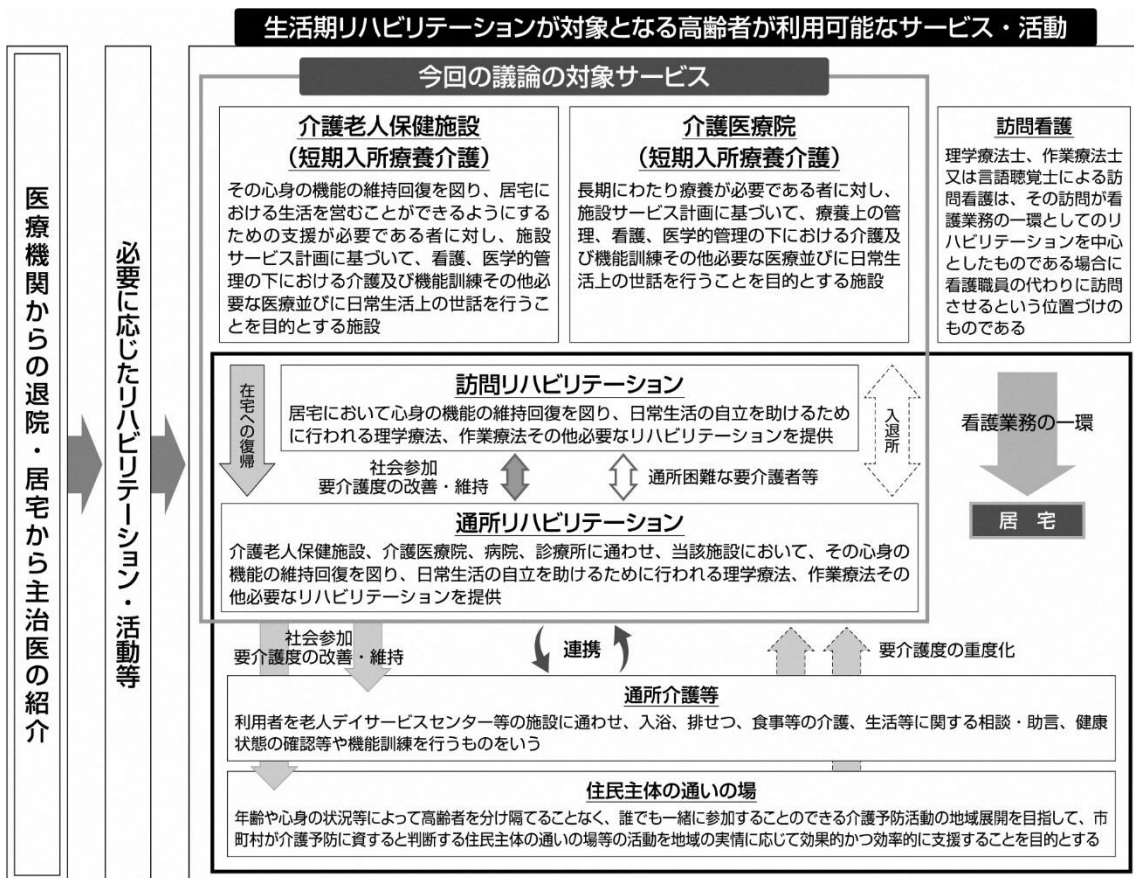 生活期リハビリテーションが対象となる高齢者が利用可能なサービス・活動
医療機関からの退院・居宅から主治医の紹介
必要に応じたリハビリテーション・活動等
今回の議論の対象サービス
介護老人保健施設
（短期入所療養介護）
その心身の機能の維持回復を図り、居宅に
おける生活を営むことができるようにする
ための支援が必要である者に対し、施設
サービス計画に基づいて、看護、医学的管
理の下における介護及び機能訓練その他必
要な医療並びに日常生活上の世話を行うこ
とを目的とする施設
介護医療院
（短期入所療養介護）
長期にわたり療養が必要である者に対し、
施設サービス計画に基づいて、療養上の管
理、看護、医学的管理の下における介護及
び機能訓練その他必要な医療並びに日常生
活上の世話を行うことを目的とする施設
訪問看護
理学療法士、作業療法士
又は言語聴覚士による訪
問看護は、その訪問が看
護業務の一環としてのリ
ハビリテーションを中心
としたものである場合に
看護職員の代わりに訪問
させるという位置づけの
ものである
在宅への復帰
訪問リハビリテーション
居宅において心身の機能の維持回復を図り、日常生活の自立を助けるため
に行われる理学療法、作業療法その他必要なリハビリテーションを提供
入退所
看護業務の一環
居　宅
社会参加
要介護度の改善・維持
通所困難な要介護者等
通所リハビリテーション
介護老人保健施設、介護医療院、病院、診療所に通わせ、当該施設において、その心身の
機能の維持回復を図り、日常生活の自立を助けるために行われる理学療法、作業療法その
他必要なリハビリテーションを提供
社会参加
要介護度の改善・維持
連携
要介護度の重度化
通所介護等
利用者を老人デイサービスセンター等の施設に通わせ、入浴、排せつ、食事等の介護、生活等に関する相談・助言、健康
状態の確認等や機能訓練を行うものをいう
住民主体の通いの場
年齢や心身の状況等によって高齢者を分け隔てることなく、誰でも一緒に参加することのできる介護予防活動の地域展開を目指して、市
町村が介護予防に資すると判断する住民主体の通いの場等の活動を地域の実情に応じて効果的かつ効率的に支援することを目的とする